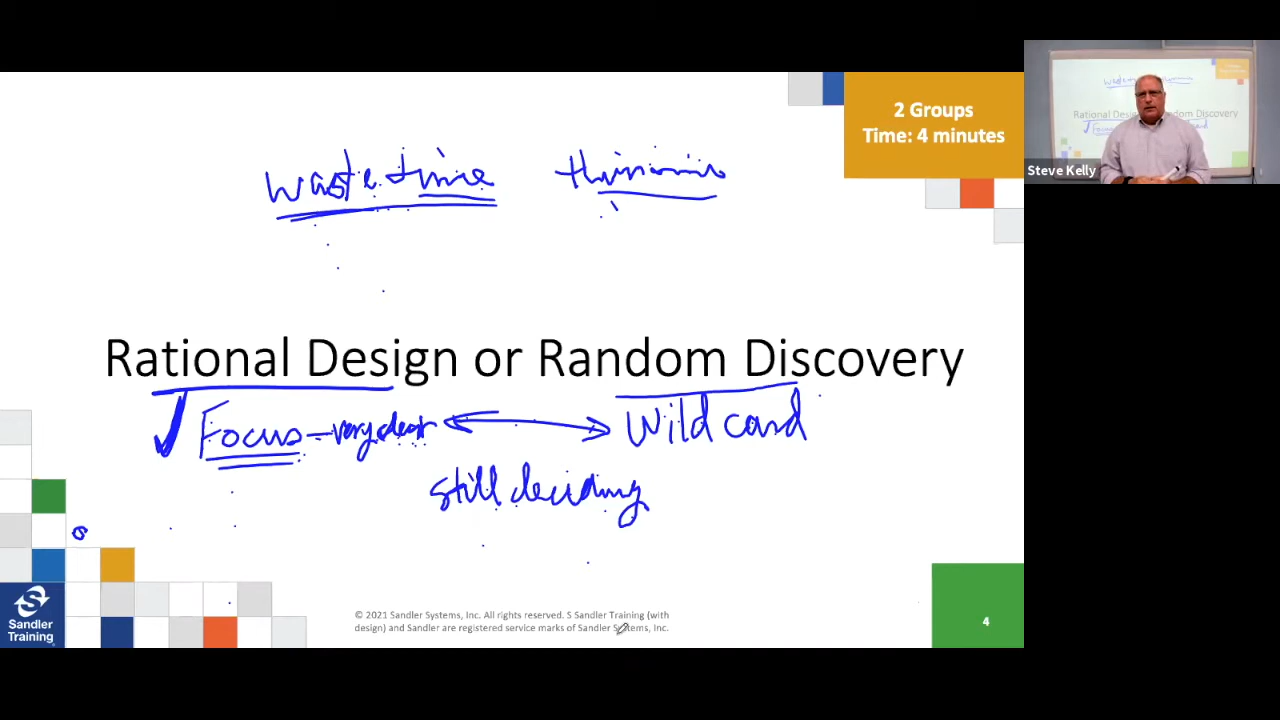 2 Groups
Time: 4 minutes
Steve Kelly
waste time
Rational Design or Random Discovery
Focus – very clear
Wild card
still deciding
Sandler
Training
© 2021 Sandler Systems, Inc. All rights reserved. S Sandler Training (with
design) and Sandler are registered service marks of Sandler Systems, Inc.
4